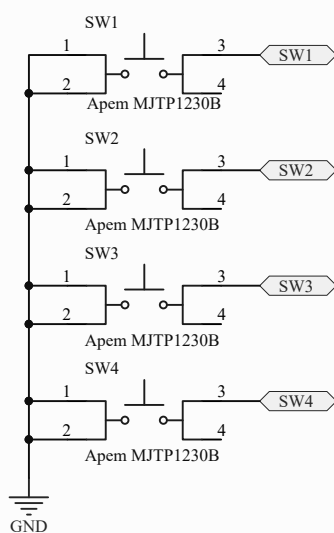 SW1
1 3 SW1
2 4
Apem MJTP1230B
SW2
1 3 SW2
2 4
Apem MJTP1230B
SW3
1 3 SW3
2 4
Apem MJTP1230B
SW4
1 3 SW4
2 4
Apem MJTP1230B
GND